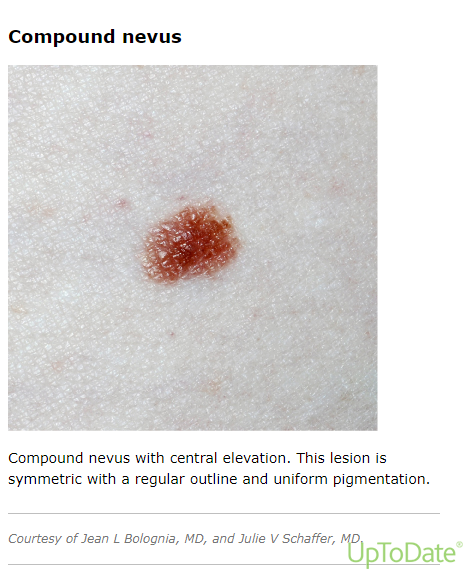 Compound nevus
Compound nevus with central elevation. This lesion is
symmetric with a regular outline and uniform pigmentation.
Courtesy of Jean L Bolognia, MD, and Julie V Schaffer, MD.
UpToDate®